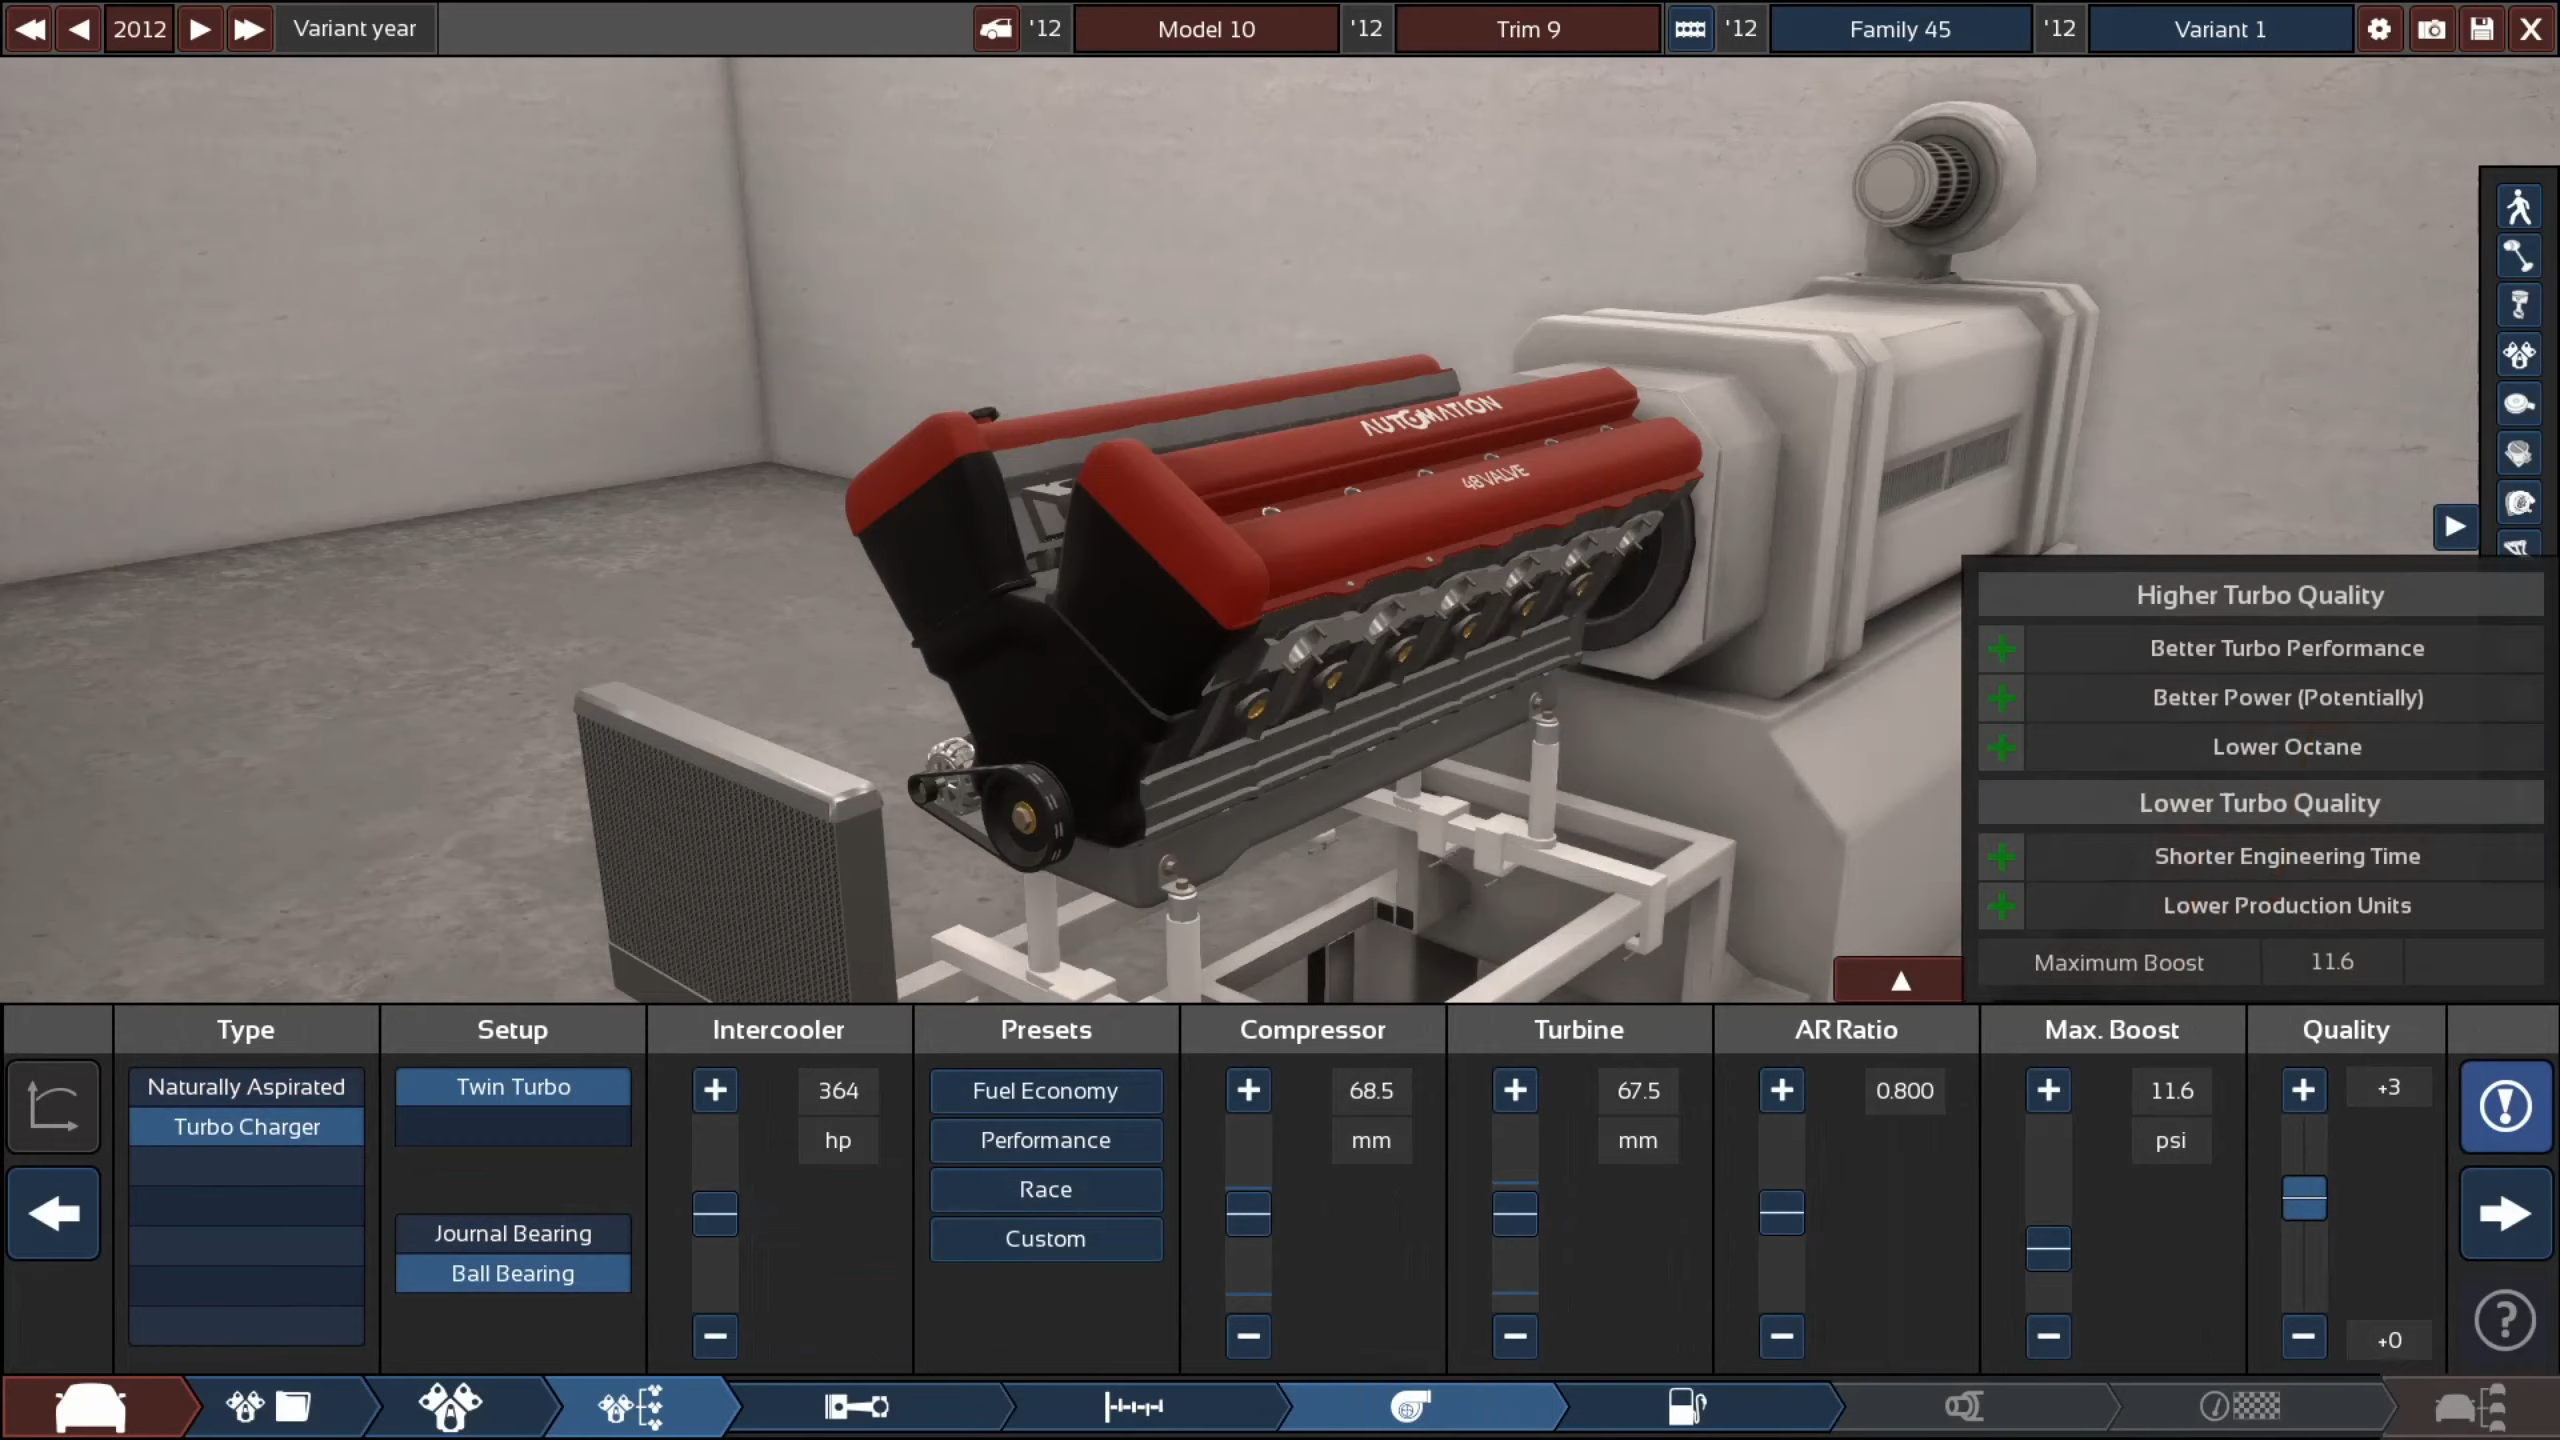 2012 Variant year '12 Model 10 '12 Trim 9 '12 Family 45 '12 Variant 1
AUTOMATION
48 VALVE
Higher Turbo Quality
Better Turbo Performance
Better Power (Potentially)
Lower Octane
Lower Turbo Quality
Shorter Engineering Time
Lower Production Units
Maximum Boost 11.6
Type Setup Intercooler Presets Compressor Turbine AR Ratio Max. Boost Quality
Naturally Aspirated
Turbo Charger
Twin Turbo
Journal Bearing
Ball Bearing
364
hp
Fuel Economy
Performance
Race
Custom
68.5
mm
67.5
mm
0.800
11.6
psi
+3
+0